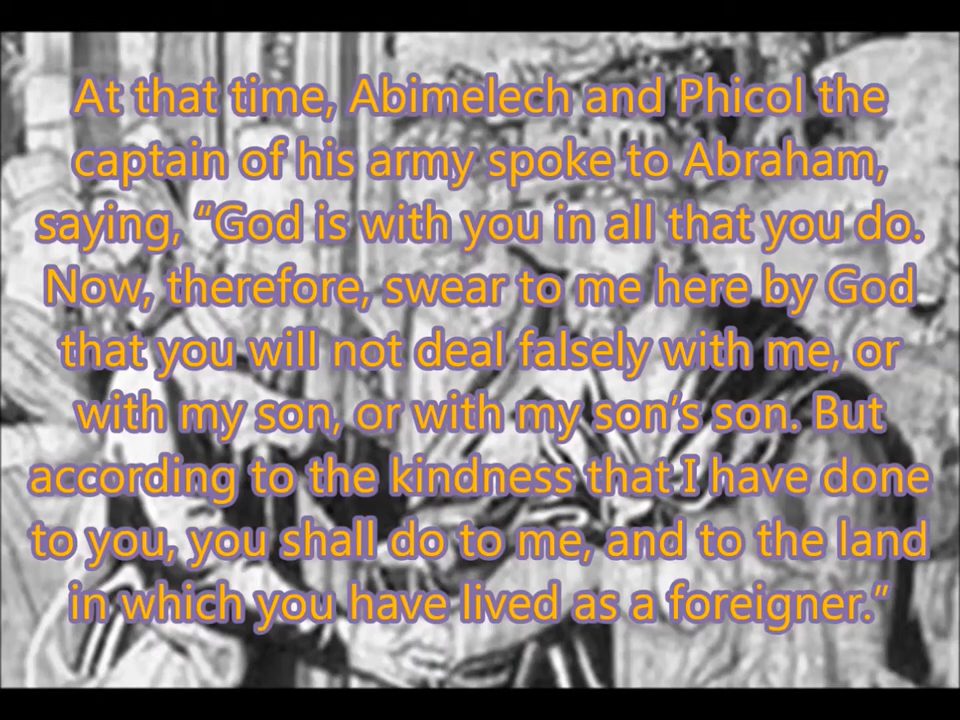 At that time, Abimelech and Phicol the
captain of his army spoke to Abraham,
saying, “God is with you in all that you do.
Now, therefore, swear to me here by God
that you will not deal falsely with me, or
with my son, or with my son’s son. But
according to the kindness that I have done
to you, you shall do to me, and to the land
in which you have lived as a foreigner.”